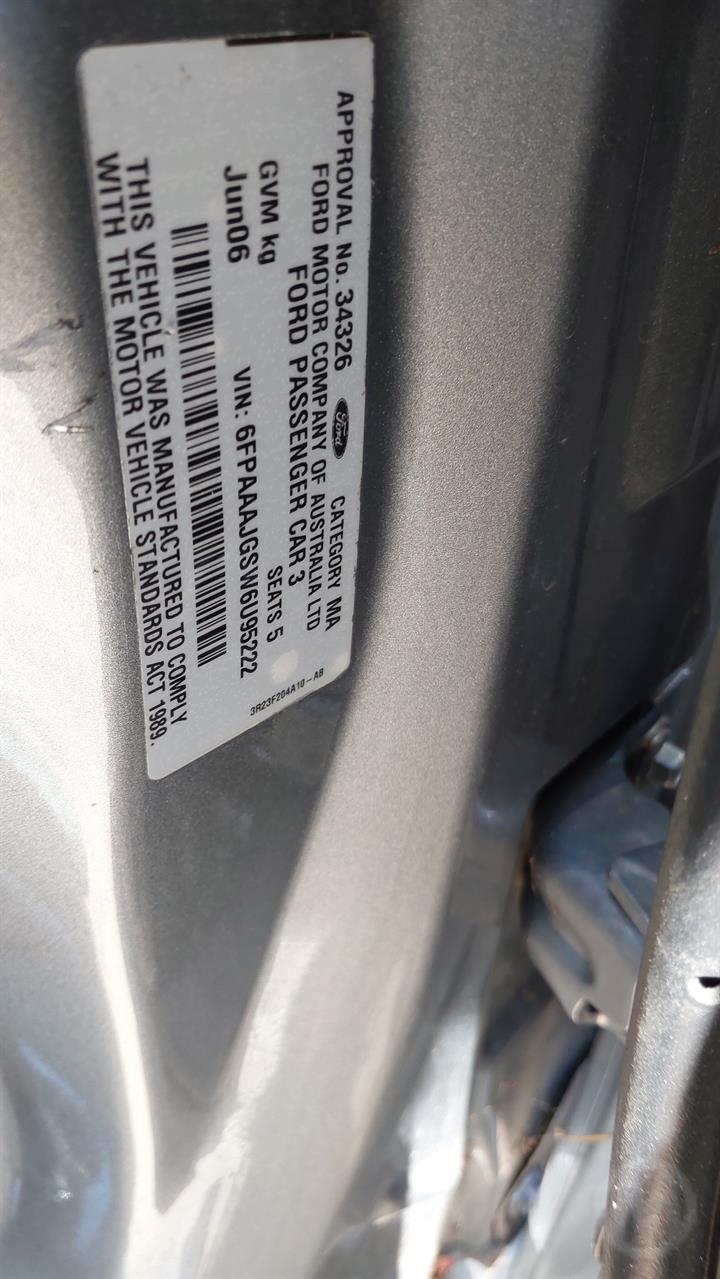 APPROVAL No. 34326 Ford CATEGORY MA
FORD MOTOR COMPANY OF AUSTRALIA LTD
FORD PASSENGER CAR 3
GVM kg SEATS 5
Jun06 VIN: 6FPAAAJGSW6U95222
THIS VEHICLE WAS MANUFACTURED TO COMPLY
WITH THE MOTOR VEHICLE STANDARDS ACT 1989.
3R23F204A10-AB